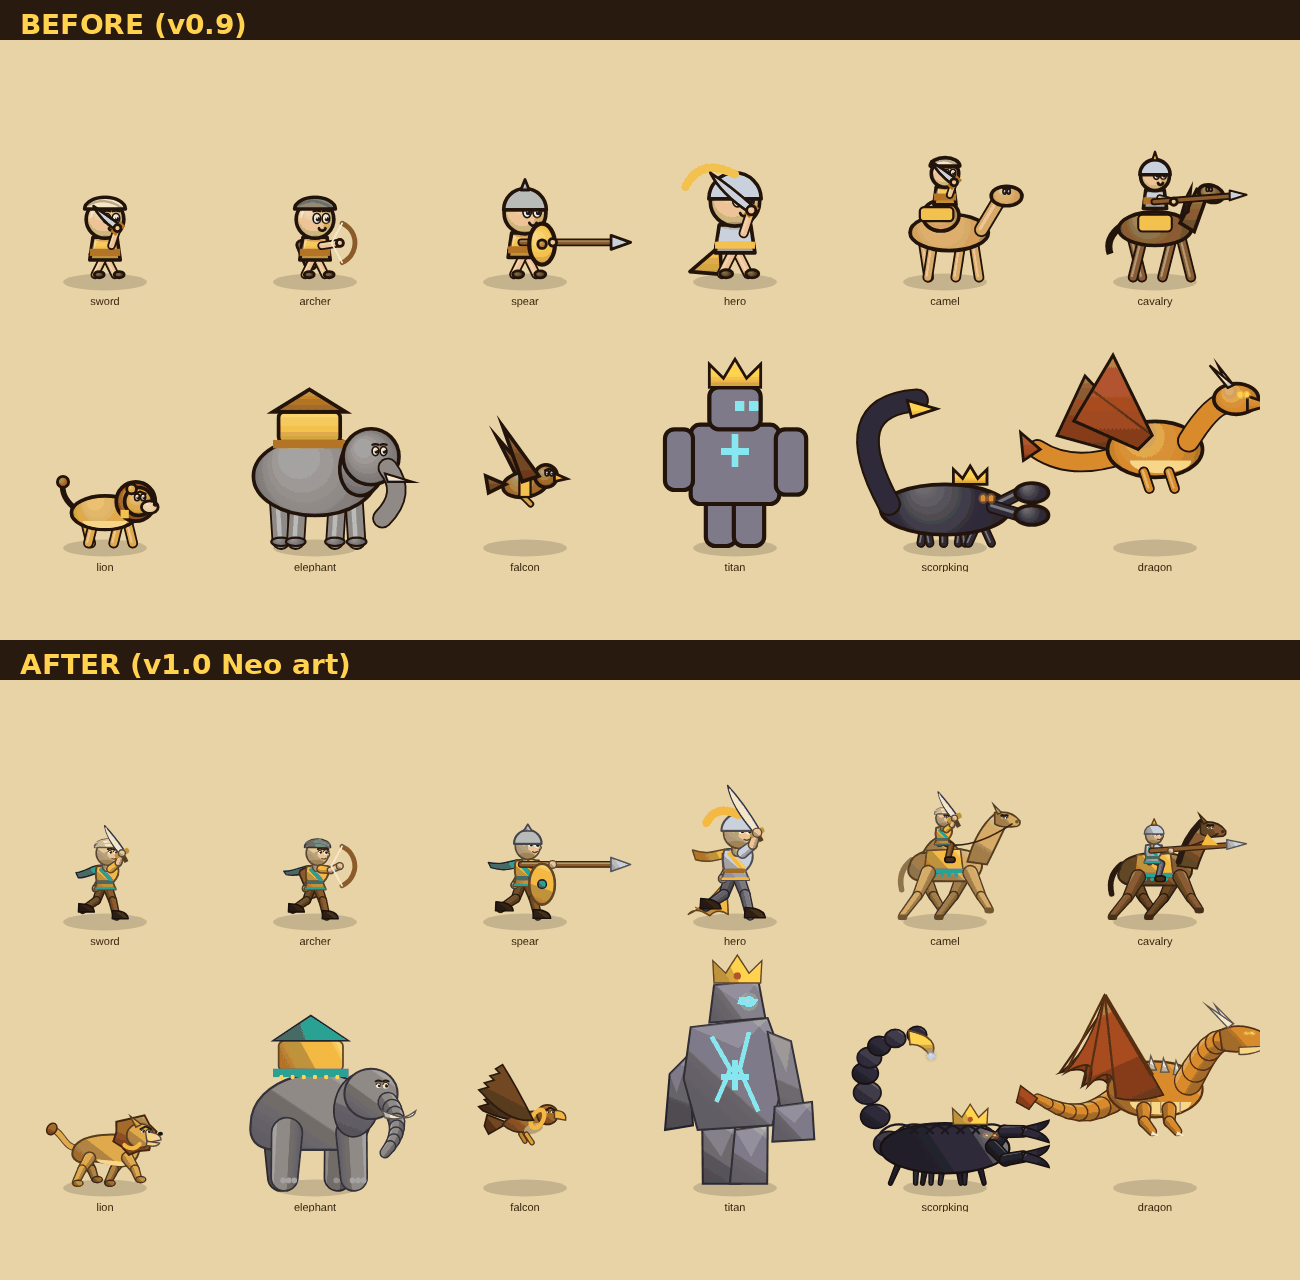 BEFORE (v0.9)
sword archer spear hero camel cavalry
lion elephant falcon titan scorpking dragon
AFTER (v1.0 Neo art)
sword archer spear hero camel cavalry
lion elephant falcon titan scorpking dragon